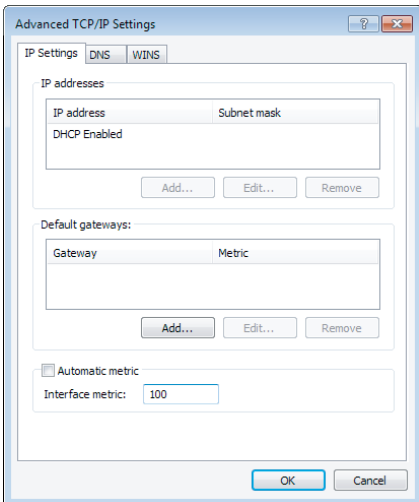 Advanced TCP/IP Settings
IP Settings DNS WINS
IP addresses
IP address Subnet mask
DHCP Enabled
Add... Edit... Remove
Default gateways:
Gateway Metric
Add... Edit... Remove
Automatic metric
Interface metric: 100
OK Cancel